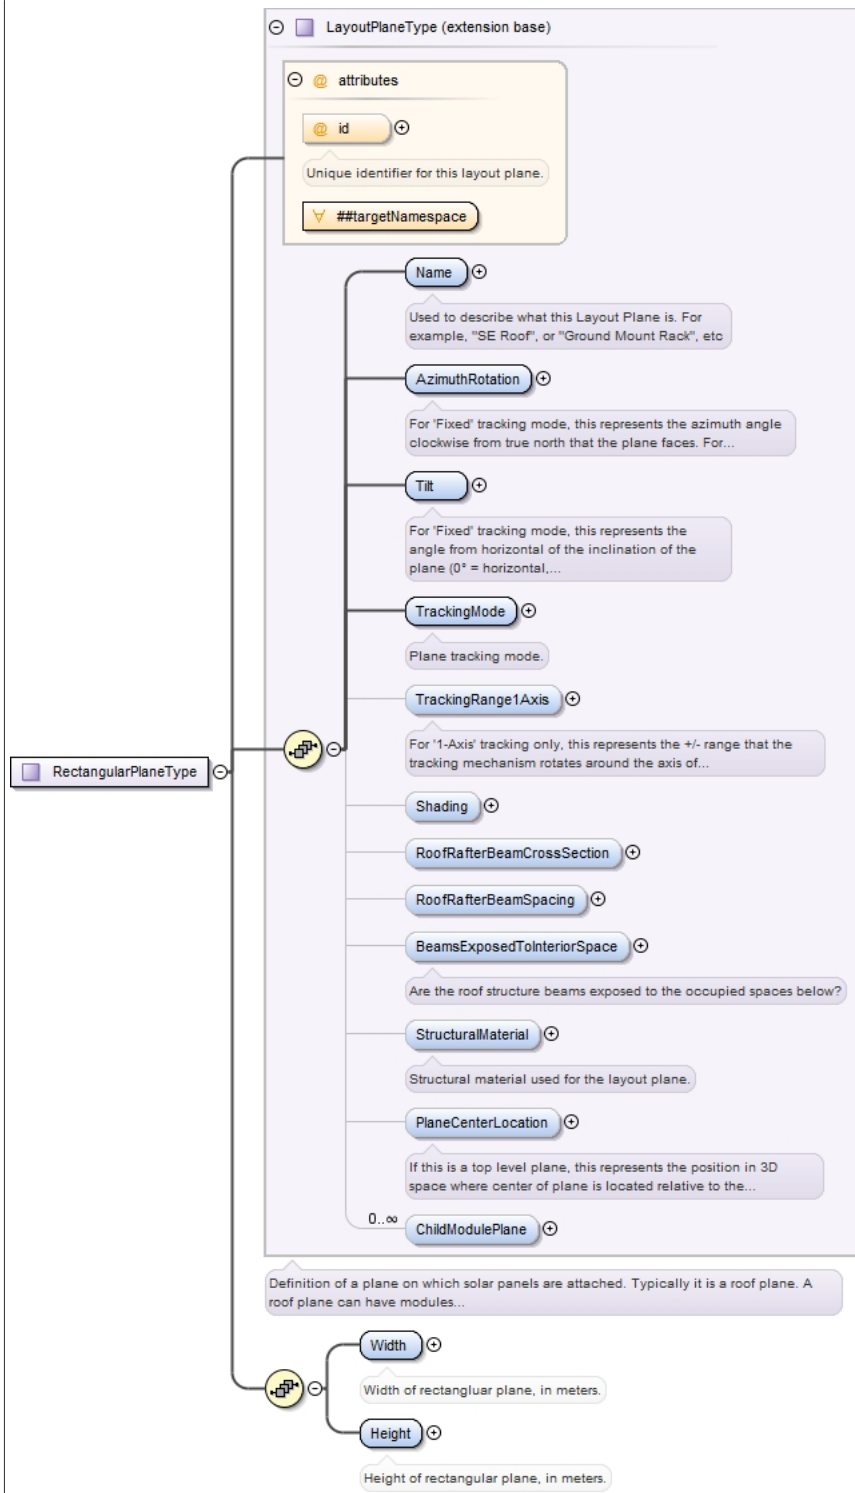 LayoutPlaneType (extension base)
@ attributes
@ id
Unique identifier for this layout plane.
∀ ##targetNamespace
Name
Used to describe what this Layout Plane is. For
example, "SE Roof", or "Ground Mount Rack", etc
AzimuthRotation
For 'Fixed' tracking mode, this represents the azimuth angle
clockwise from true north that the plane faces. For...
Tilt
For 'Fixed' tracking mode, this represents the
angle from horizontal of the inclination of the
plane (0° = horizontal,...
TrackingMode
Plane tracking mode.
TrackingRange1Axis
For '1-Axis' tracking only, this represents the +/- range that the
tracking mechanism rotates around the axis of...
RectangularPlaneType
Shading
RoofRafterBeamCrossSection
RoofRafterBeamSpacing
BeamsExposedToInteriorSpace
Are the roof structure beams exposed to the occupied spaces below?
StructuralMaterial
Structural material used for the layout plane.
PlaneCenterLocation
If this is a top level plane, this represents the position in 3D
space where center of plane is located relative to the...
0..∞
ChildModulePlane
Definition of a plane on which solar panels are attached. Typically it is a roof plane. A
roof plane can have modules...
Width
Width of rectangluar plane, in meters.
Height
Height of rectangular plane, in meters.